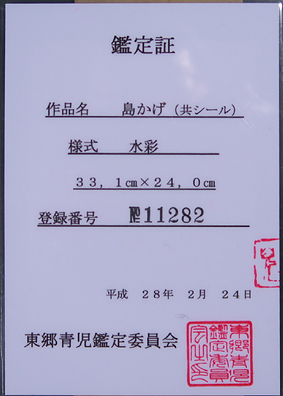 鑑定証
作品名 島かげ（共シール）
様式 水彩
３３，１㎝×２４，０㎝
登録番号 №11282
平成 ２８年 ２月 ２４日
東郷青児鑑定委員会